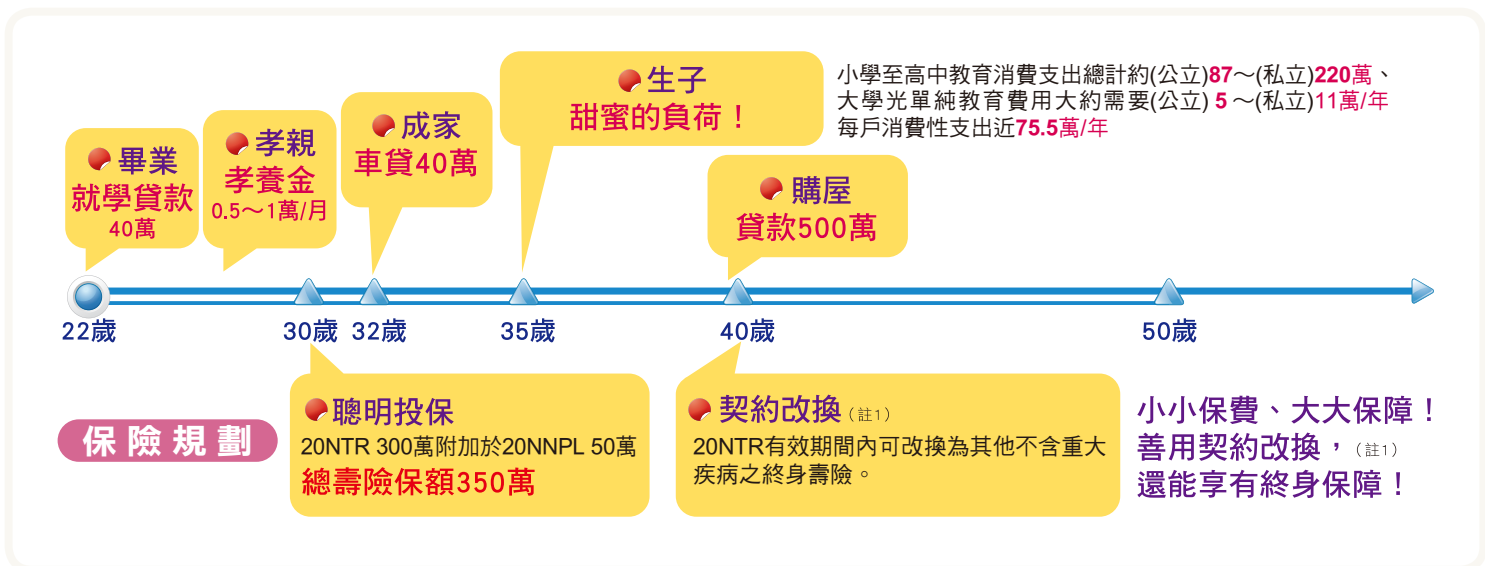 畢業
就學貸款
40萬
孝親
孝養金
0.5～1萬/月
成家
車貸40萬
生子
甜蜜的負荷！
小學至高中教育消費支出總計約(公立)87～(私立)220萬、
大學光單純教育費用大約需要(公立) 5 ～(私立)11萬/年
每戶消費性支出近75.5萬/年
購屋
貸款500萬
22歲
30歲
32歲
35歲
40歲
50歲
保險規劃
聰明投保
20NTR 300萬附加於20NNPL 50萬
總壽險保額350萬
契約改換（註1）
20NTR有效期間內可改換為其他不含重大
疾病之終身壽險。
小小保費、大大保障！
善用契約改換，（註1）
還能享有終身保障！